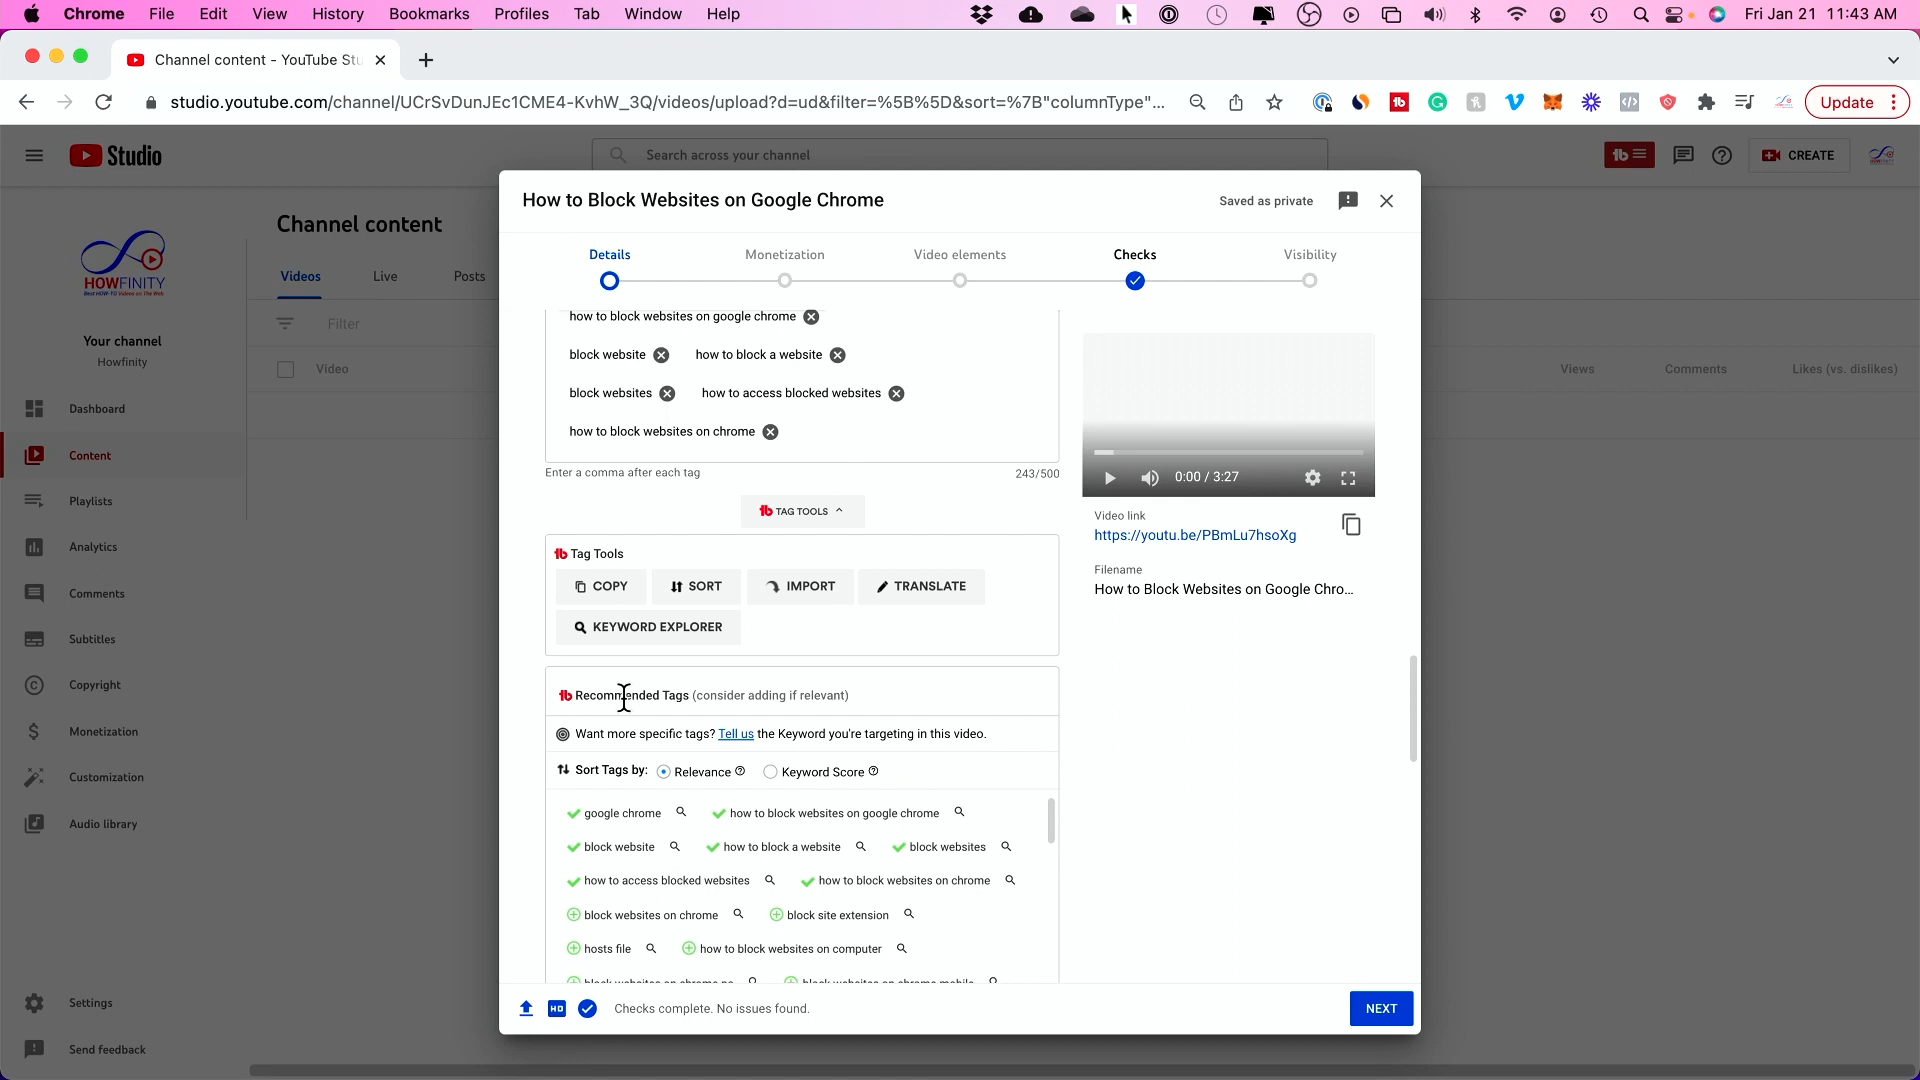 Chrome File Edit View History Bookmarks Profiles Tab Window Help Fri Jan 21 11:43 AM
Channel content - YouTube Stu
studio.youtube.com/channel/UCrSvDunJEc1CME4-KvhW_3Q/videos/upload?d=ud&filter=%5B%5D&sort=%7B"columnType"... Update
Studio Search across your channel CREATE
How to Block Websites on Google Chrome Saved as private
Channel content
Details Monetization Video elements Checks Visibility
HOWFINITY
BEST HOW-TO Videos on The Web
Videos Live Posts
Filter
Your channel
Howfinity
Video Views Comments Likes (vs. dislikes)
Dashboard
Content
Playlists
Analytics
Comments
Subtitles
Copyright
Monetization
Customization
Audio library
Settings
Send feedback
how to block websites on google chrome
block website how to block a website
block websites how to access blocked websites
how to block websites on chrome
Enter a comma after each tag 243/500
tb TAG TOOLS
tb Tag Tools
COPY SORT IMPORT TRANSLATE
KEYWORD EXPLORER
tb Recommended Tags (consider adding if relevant)
Want more specific tags? Tell us the Keyword you're targeting in this video.
Sort Tags by: Relevance Keyword Score
google chrome how to block websites on google chrome
block website how to block a website block websites
how to access blocked websites how to block websites on chrome
block websites on chrome block site extension
hosts file how to block websites on computer
block websites on chrome pc block websites on chrome mobile
0:00 / 3:27
Video link
https://youtu.be/PBmLu7hsoXg
Filename
How to Block Websites on Google Chro...
HD Checks complete. No issues found. NEXT